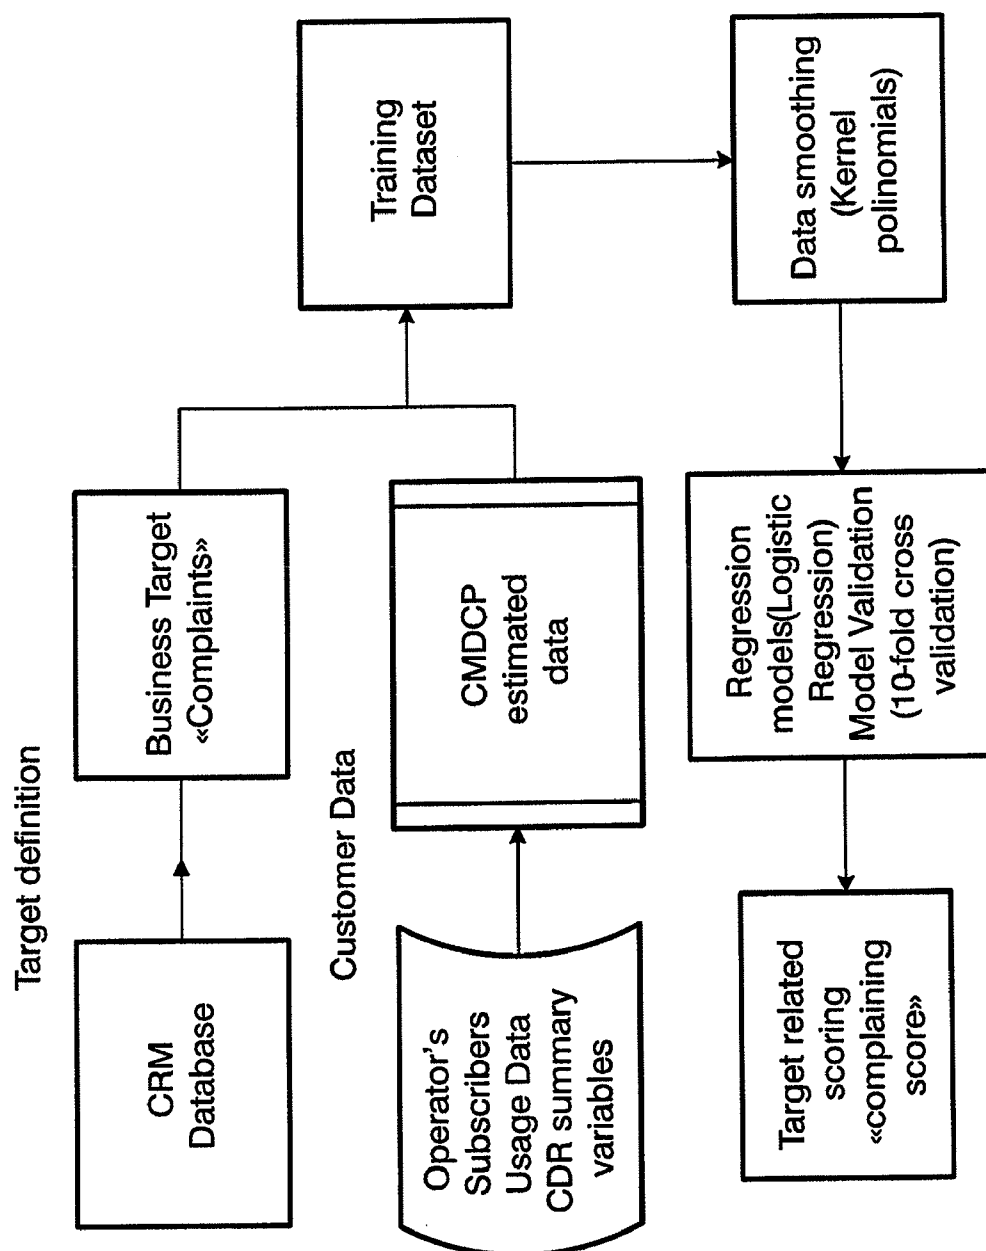 Target definition
CRM
Database
Business Target
«Complaints»
Customer Data
Operator's
Subscribers
Usage Data
CDR summary
variables
CMDCP
estimated
data
Training
Dataset
Data smoothing
(Kernel
polinomials)
Regression
models(Logistic
Regression)
Model Validation
(10-fold cross
validation)
Target related
scoring
«complaining
score»